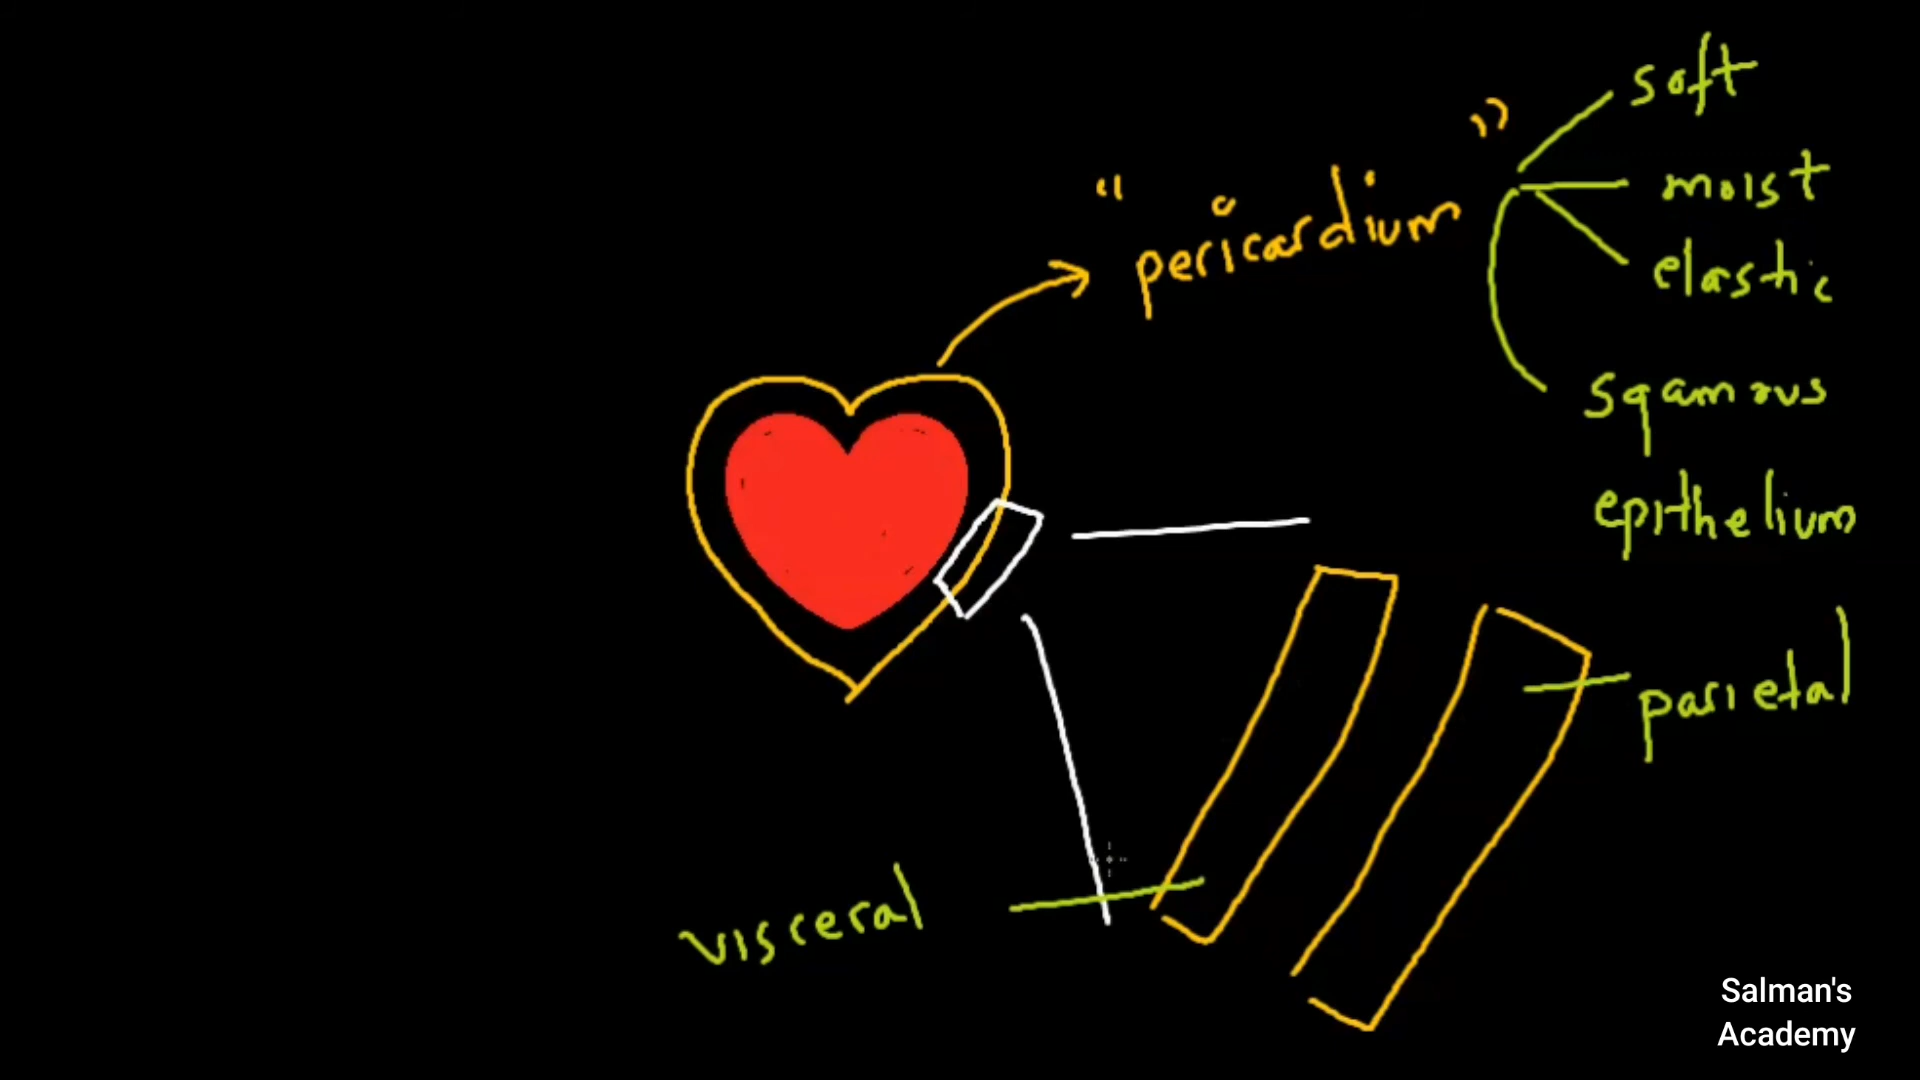 soft
"pericardium"
moist
elastic
sqamous
epithelium
parietal
visceral
Salman's
Academy